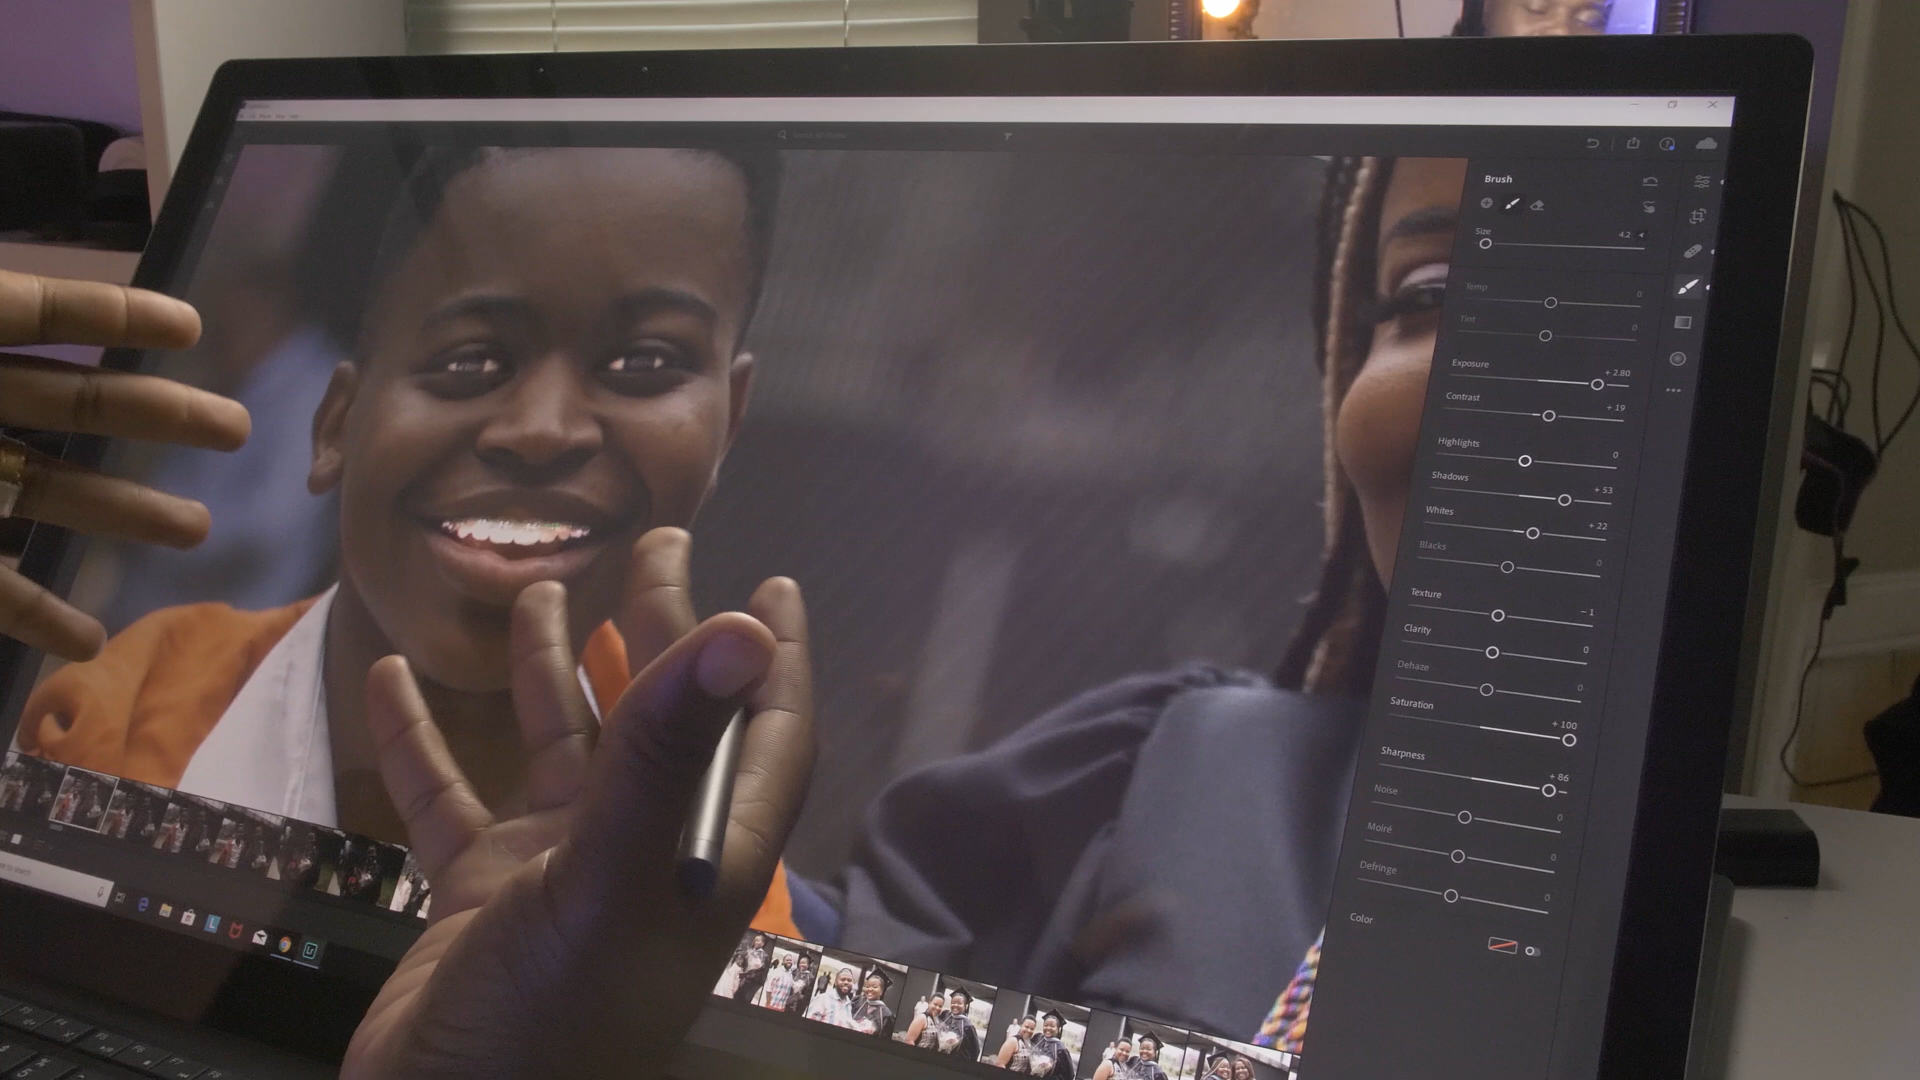 Brush
Size 4.2
Temp 0
Tint 0
Exposure + 2.80
Contrast + 19
Highlights 0
Shadows + 53
Whites + 22
Blacks 0
Texture – 1
Clarity 0
Dehaze 0
Saturation + 100
Sharpness + 86
Noise 0
Moiré 0
Defringe 0
Color
Lr